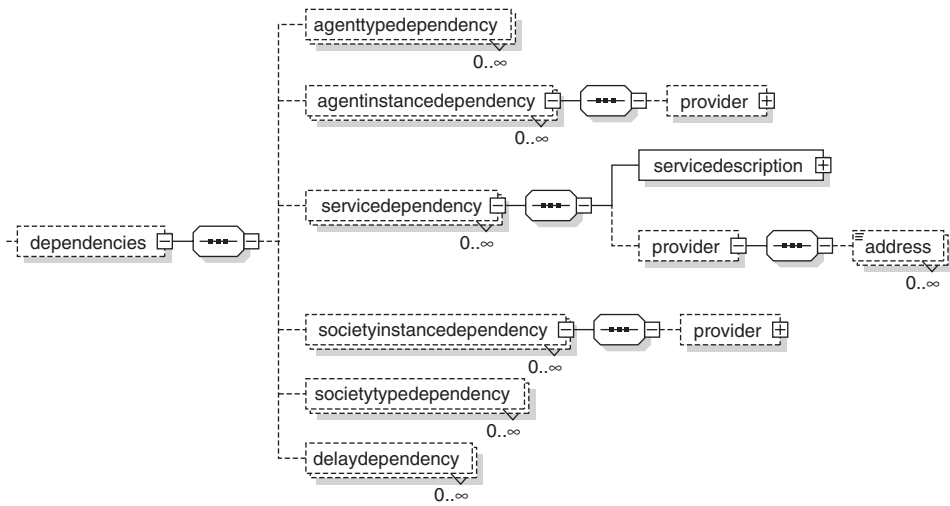 agenttypedependency
0..∞
agentinstancedependency
0..∞
provider
servicedescription
servicedependency
0..∞
dependencies
provider
address
0..∞
societyinstancedependency
0..∞
provider
societytypedependency
0..∞
delaydependency
0..∞